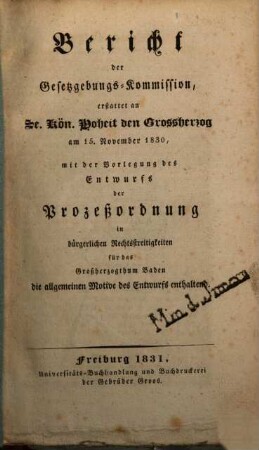 Bericht
der
Gesetzgebungs-Kommission,
erstattet an
Se. Kön. Hoheit den Grossherzog
am 15. November 1830,
mit der Vorlegung des
Entwurfs
der
Prozeßordnung
in
bürgerlichen Rechtsstreitigkeiten
für das
Großherzogthum Baden
die allgemeinen Motive des Entwurfs enthaltend.
Freiburg 1831.
Universitäts-Buchhandlung und Buchdruckerei
der Gebrüder Groos.